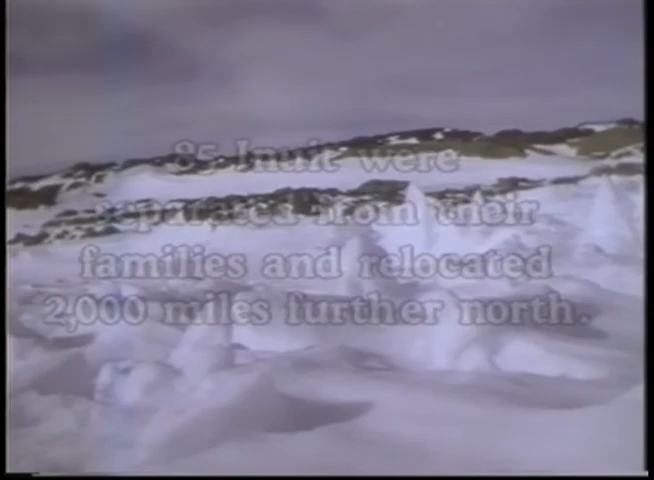 85 Inuit were
separated from their
families and relocated
2,000 miles further north.